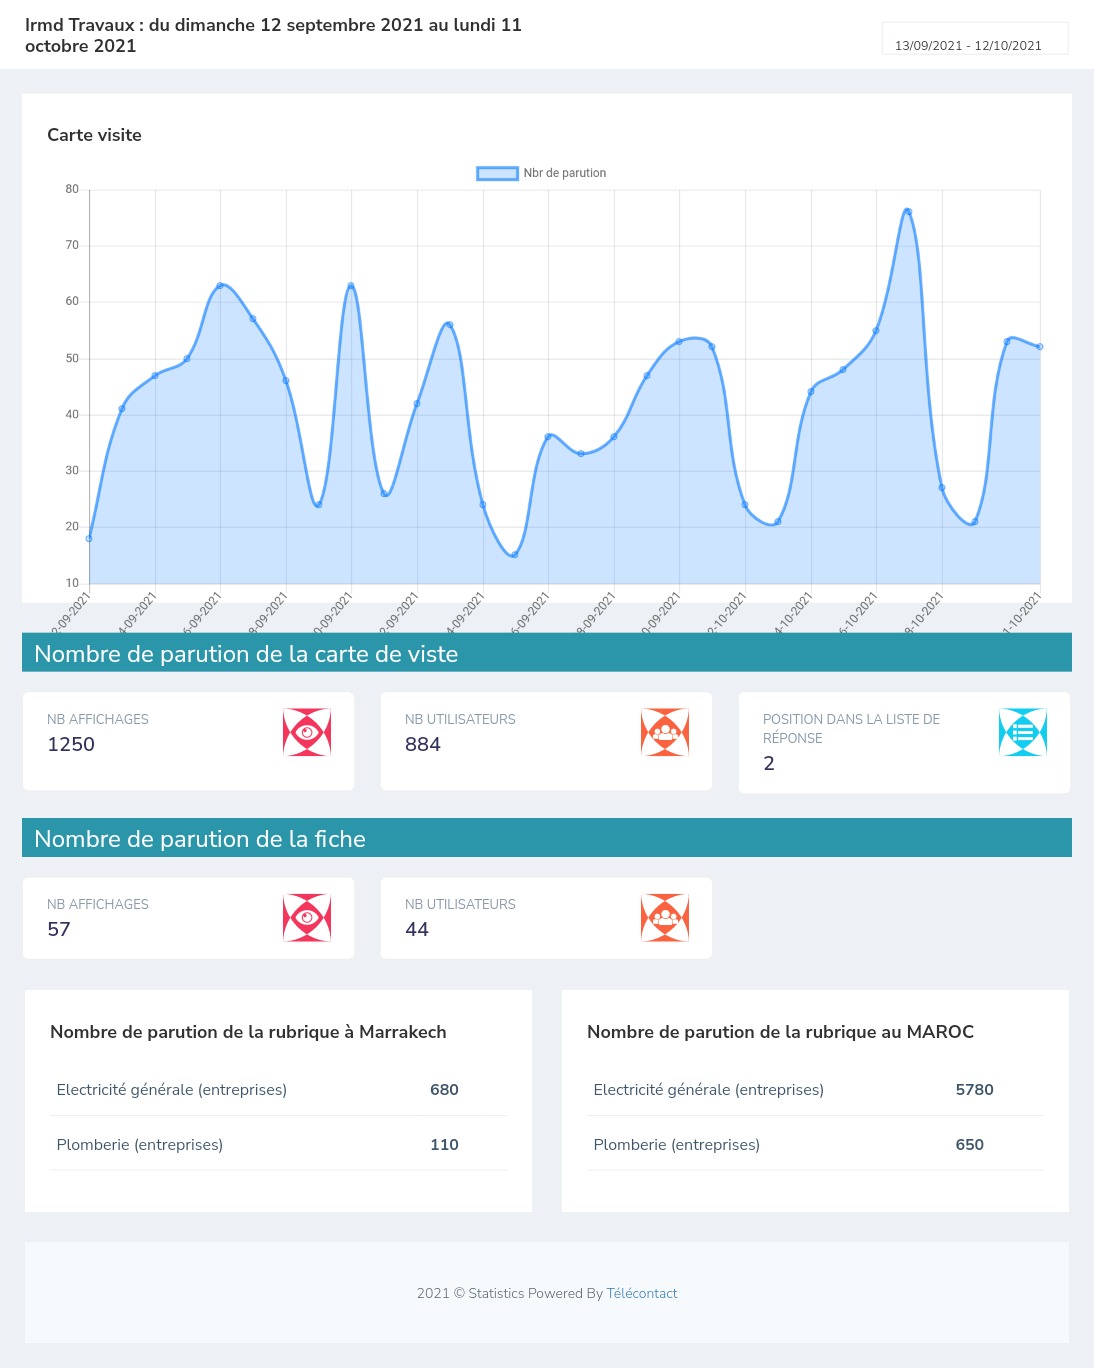 Irmd Travaux : du dimanche 12 septembre 2021 au lundi 11
octobre 2021
13/09/2021 - 12/10/2021
Carte visite
Nbr de parution
80
70
60
50
40
30
20
10
2-09-2021
4-09-2021
6-09-2021
8-09-2021
0-09-2021
2-09-2021
4-09-2021
6-09-2021
8-09-2021
0-09-2021
2-10-2021
4-10-2021
6-10-2021
8-10-2021
1-10-2021
Nombre de parution de la carte de viste
NB AFFICHAGES
1250
NB UTILISATEURS
884
POSITION DANS LA LISTE DE
RÉPONSE
2
Nombre de parution de la fiche
NB AFFICHAGES
57
NB UTILISATEURS
44
Nombre de parution de la rubrique à Marrakech
Electricité générale (entreprises) 680
Plomberie (entreprises) 110
Nombre de parution de la rubrique au MAROC
Electricité générale (entreprises) 5780
Plomberie (entreprises) 650
2021 © Statistics Powered By Télécontact